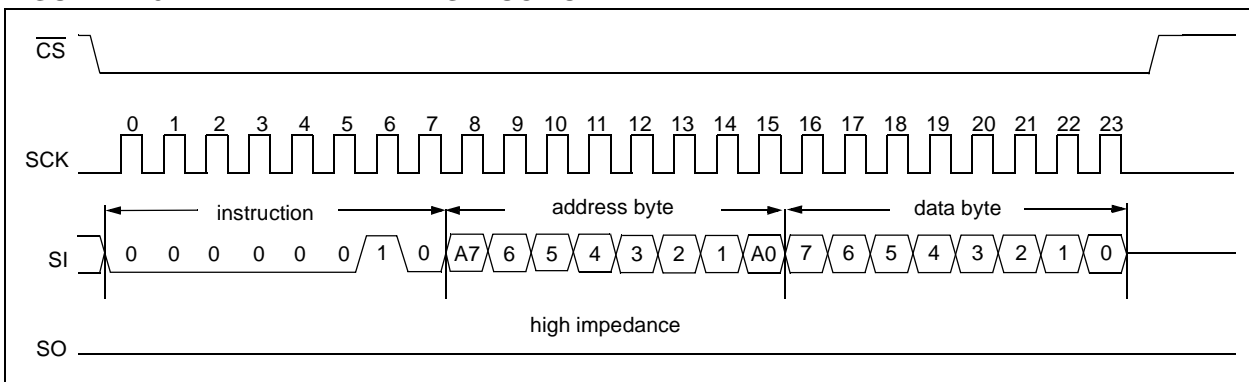 CS
0 1 2 3 4 5 6 7 8 9 10 11 12 13 14 15 16 17 18 19 20 21 22 23
SCK
instruction address byte data byte
SI 0 0 0 0 0 0 1 0 A7 6 5 4 3 2 1 A0 7 6 5 4 3 2 1 0
high impedance
SO